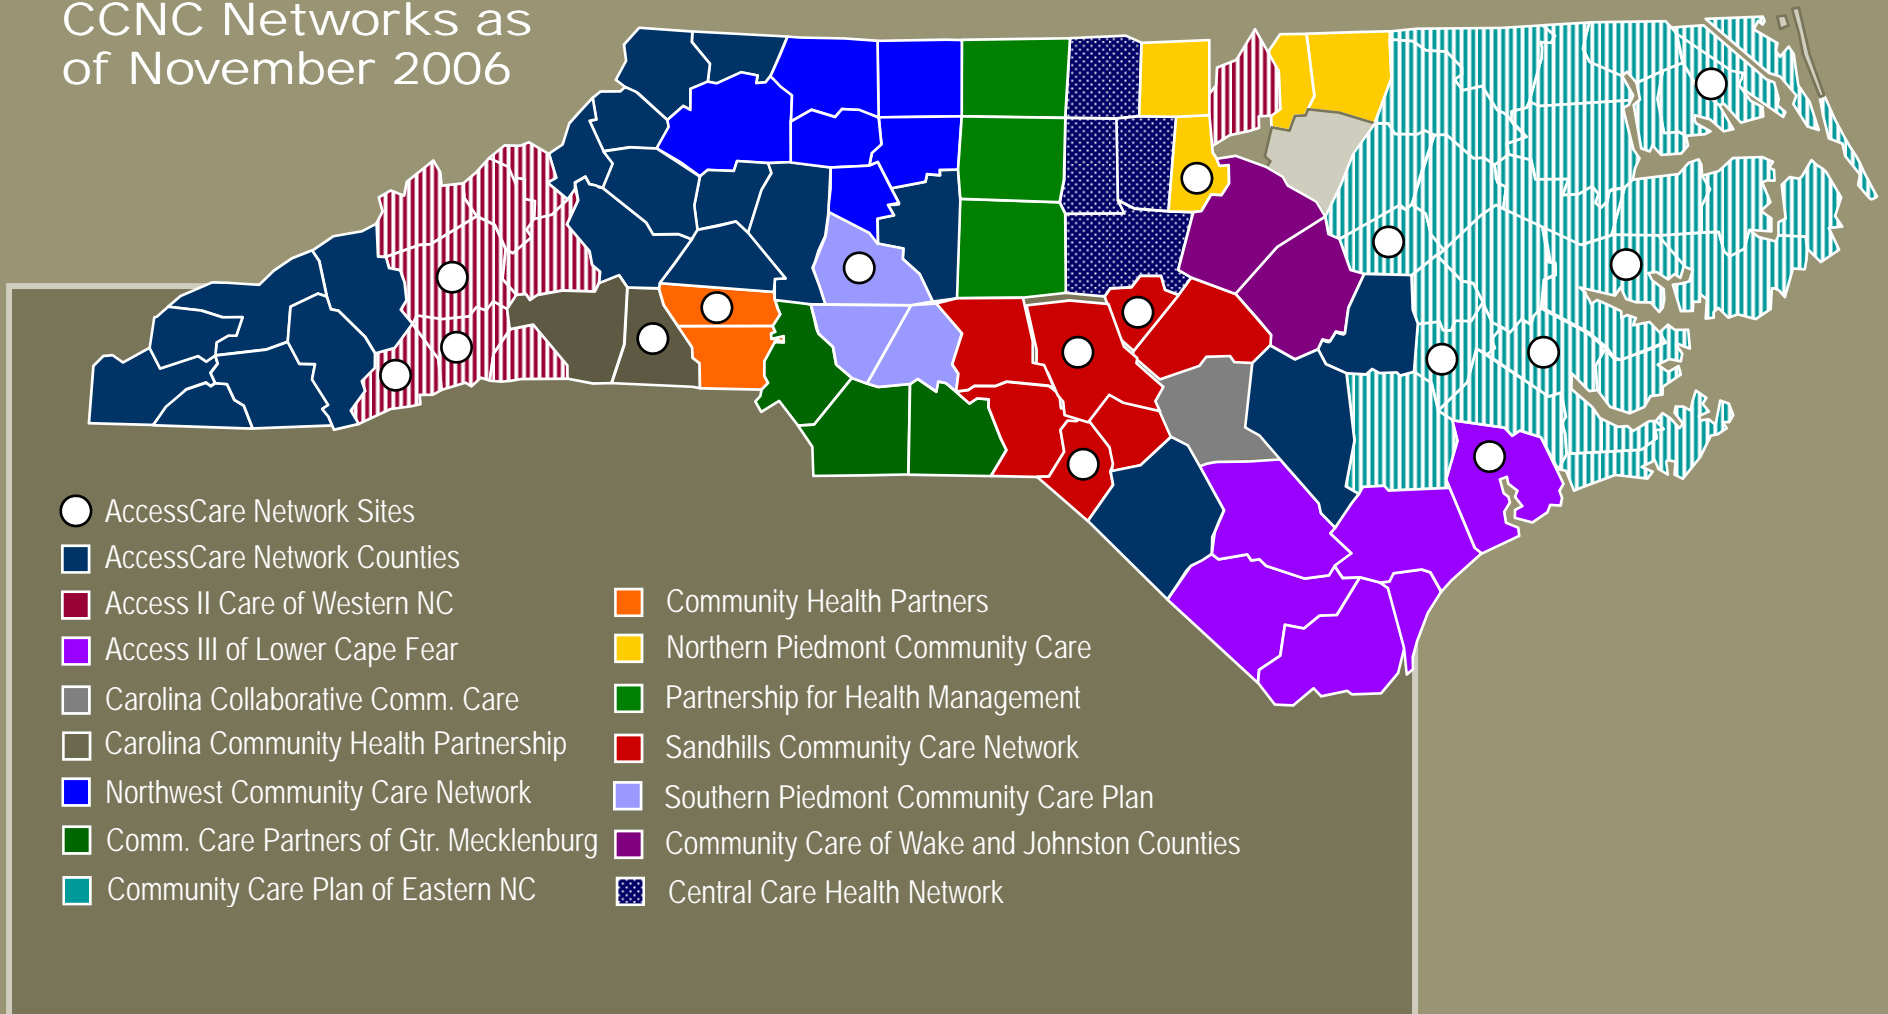 CCNC Networks as
of November 2006
AccessCare Network Sites
AccessCare Network Counties
Access II Care of Western NC
Access III of Lower Cape Fear
Carolina Collaborative Comm. Care
Carolina Community Health Partnership
Northwest Community Care Network
Comm. Care Partners of Gtr. Mecklenburg
Community Care Plan of Eastern NC
Community Health Partners
Northern Piedmont Community Care
Partnership for Health Management
Sandhills Community Care Network
Southern Piedmont Community Care Plan
Community Care of Wake and Johnston Counties
Central Care Health Network